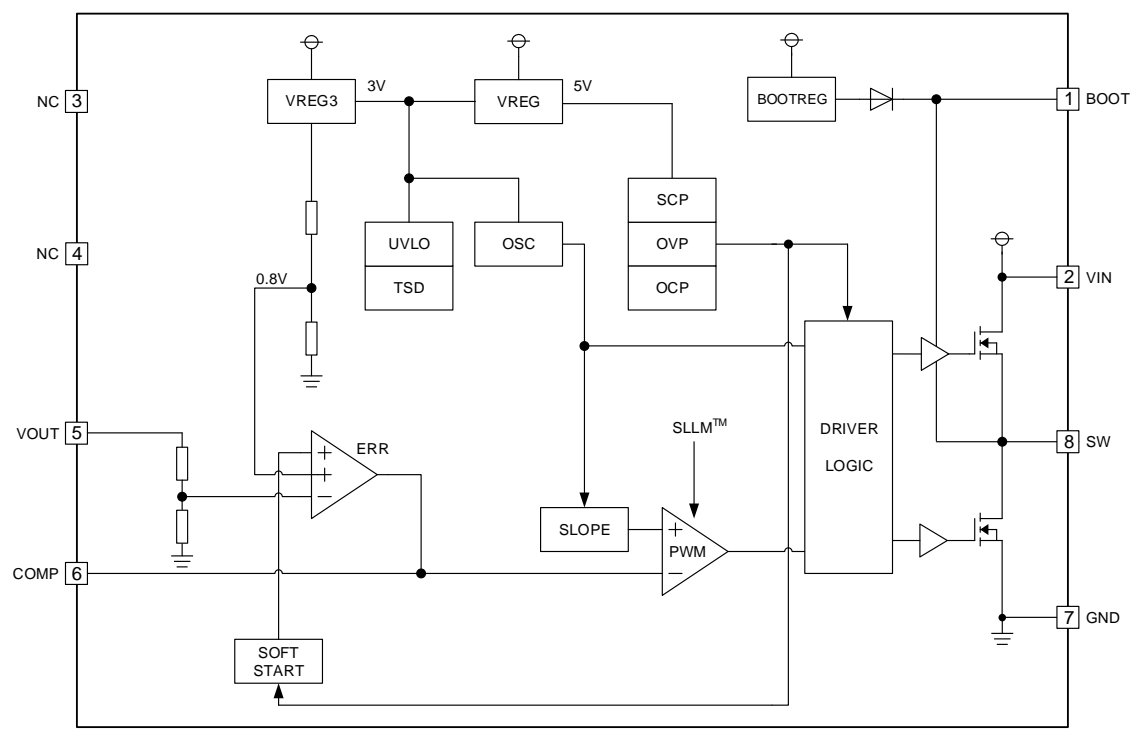 NC 3
VREG3
3V
VREG
5V
BOOTREG
1 BOOT
SCP
NC 4
UVLO
OSC
OVP
TSD
OCP
0.8V
2 VIN
VOUT 5
ERR
+
+
−
SLLM™
DRIVER
LOGIC
8 SW
SLOPE
+
PWM
−
COMP 6
7 GND
SOFT
START